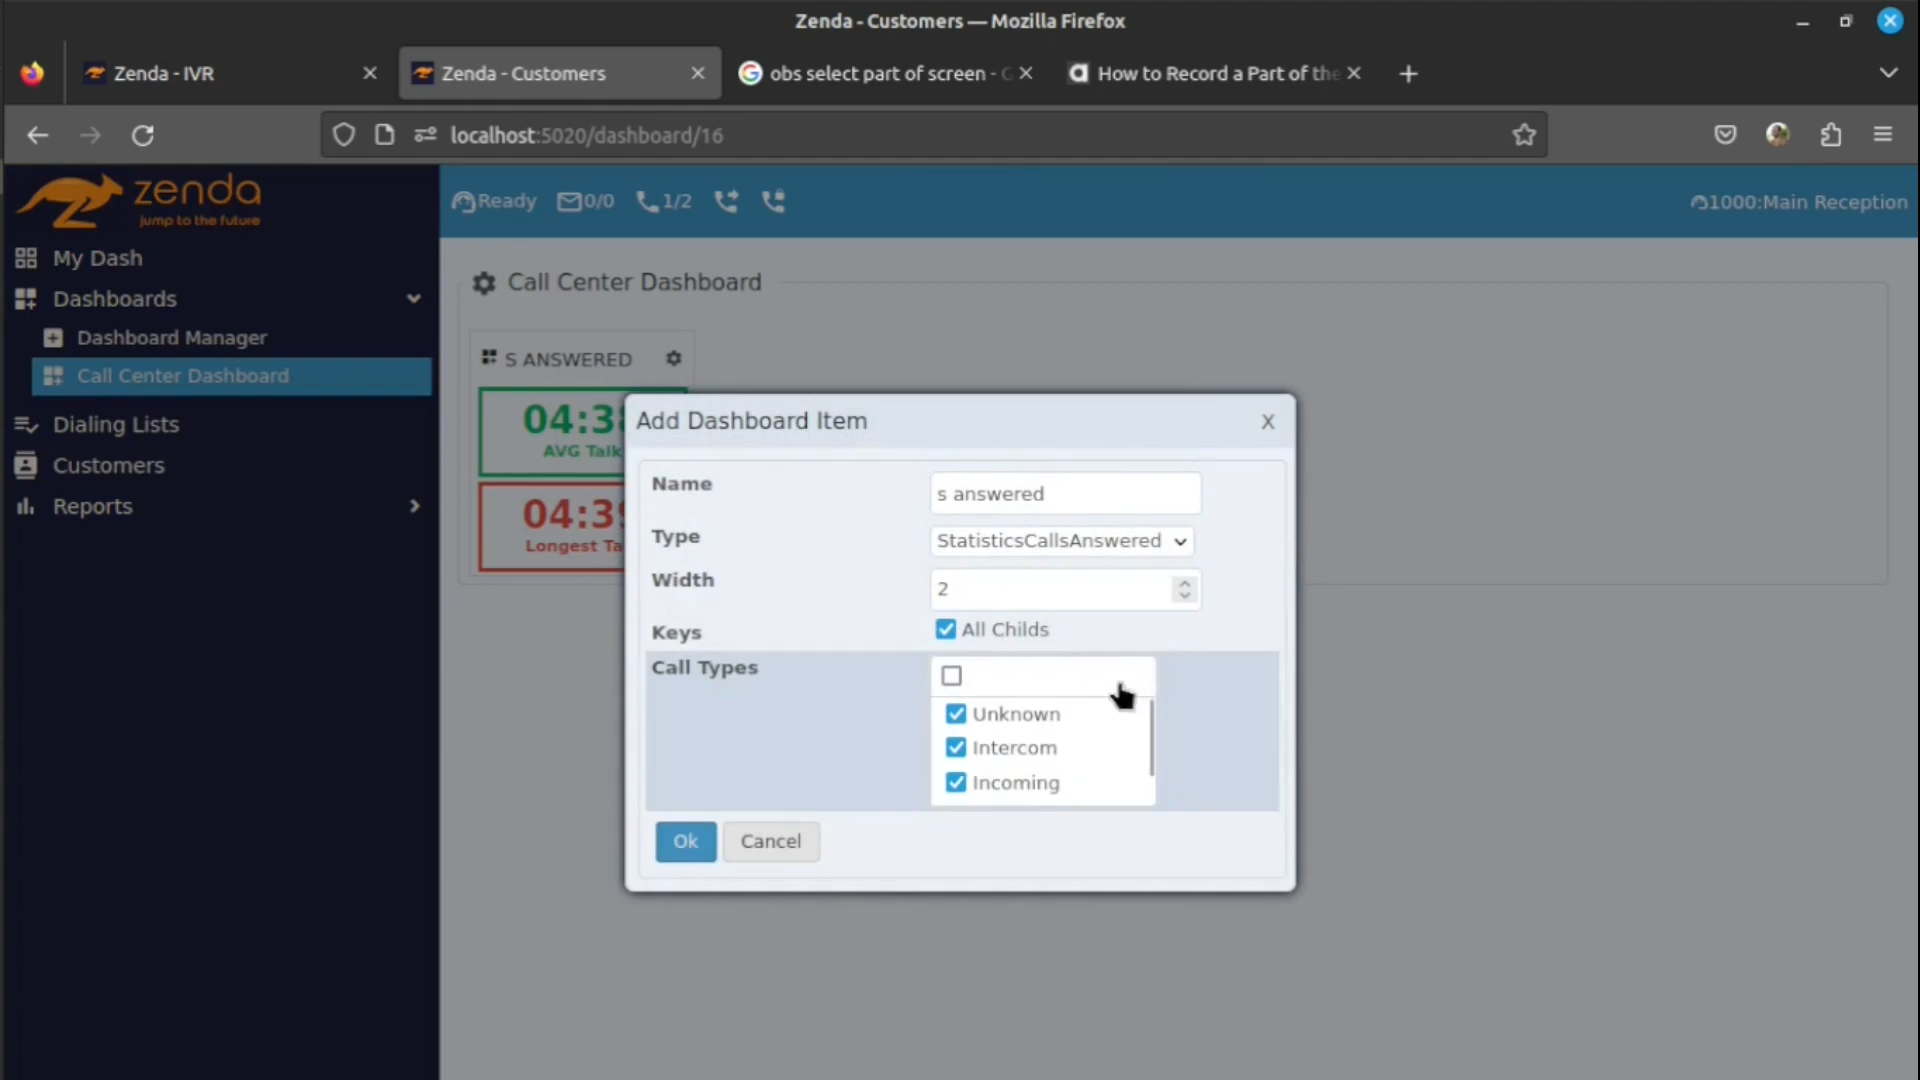 Zenda - Customers — Mozilla Firefox
Zenda - IVR
Zenda - Customers
obs select part of screen -
How to Record a Part of the
localhost:5020/dashboard/16
zenda
jump to the future
Ready 0/0 1/2
1000:Main Reception
My Dash
Dashboards
Dashboard Manager
Call Center Dashboard
Dialing Lists
Customers
Reports
Call Center Dashboard
S ANSWERED
04:3
AVG Talk
04:3
Longest Ta
Add Dashboard Item
X
Name s answered
Type StatisticsCallsAnswered
Width 2
Keys All Childs
Call Types
Unknown
Intercom
Incoming
Ok Cancel